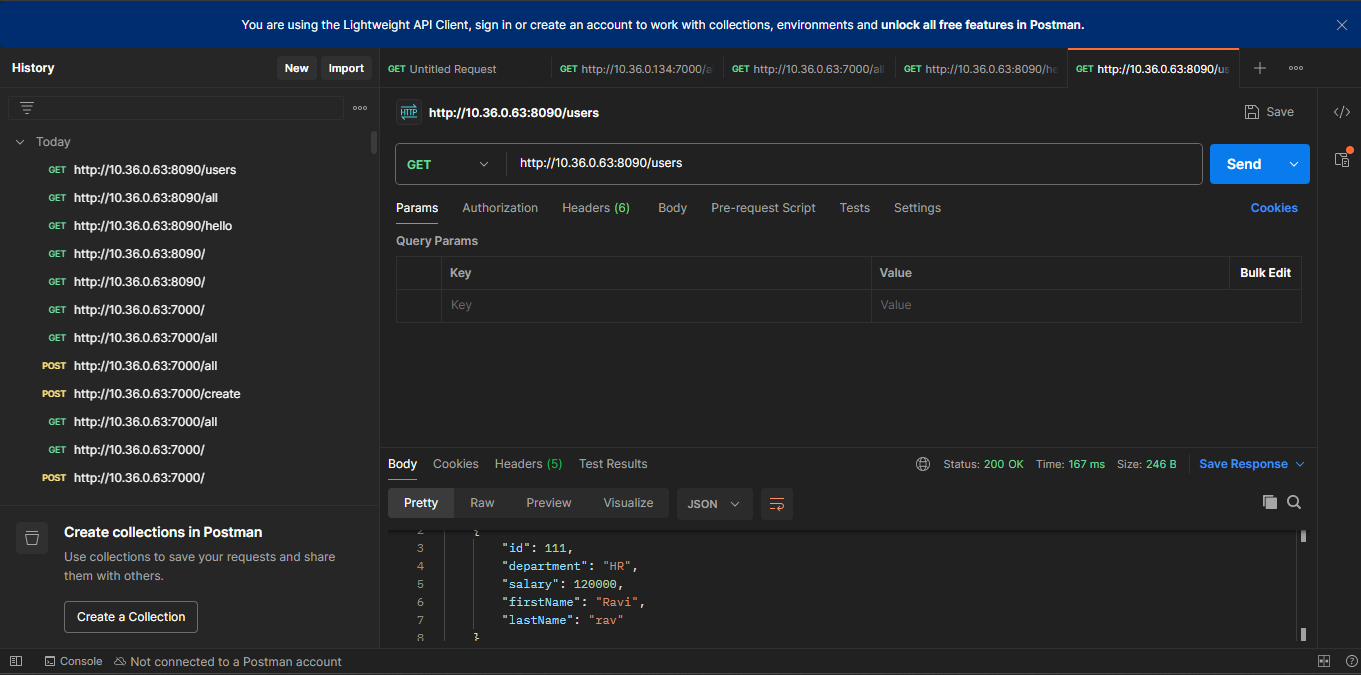 You are using the Lightweight API Client, sign in or create an account to work with collections, environments and unlock all free features in Postman.
History
New
Import
GET Untitled Request
GET http://10.36.0.134:7000/a
GET http://10.36.0.63:7000/all
GET http://10.36.0.63:8090/he
GET http://10.36.0.63:8090/us
HTTP http://10.36.0.63:8090/users
Save
Today
GET http://10.36.0.63:8090/users
GET http://10.36.0.63:8090/all
GET http://10.36.0.63:8090/hello
GET http://10.36.0.63:8090/
GET http://10.36.0.63:8090/
GET http://10.36.0.63:7000/
GET http://10.36.0.63:7000/all
POST http://10.36.0.63:7000/all
POST http://10.36.0.63:7000/create
GET http://10.36.0.63:7000/all
GET http://10.36.0.63:7000/
POST http://10.36.0.63:7000/
Create collections in Postman
Use collections to save your requests and share
them with others.
Create a Collection
GET
http://10.36.0.63:8090/users
Send
Params Authorization Headers (6) Body Pre-request Script Tests Settings Cookies
Query Params
Key Value Bulk Edit
Key Value
Body Cookies Headers (5) Test Results
Status: 200 OK Time: 167 ms Size: 246 B Save Response
Pretty Raw Preview Visualize JSON
2 {
3 "id": 111,
4 "department": "HR",
5 "salary": 120000,
6 "firstName": "Ravi",
7 "lastName": "rav"
8 }
Console Not connected to a Postman account